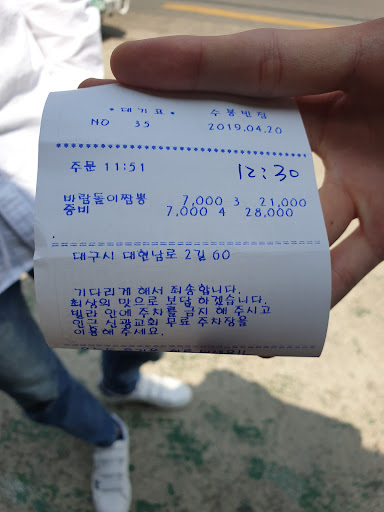 * 대기표 * 수봉반점
NO 35 2019.04.20
주문 11:51 12:30
바람돌이짬뽕 7,000 3 21,000
중비 7,000 4 28,000
대구시 대현남로 2길 60
기다리게 해서 죄송합니다.
최상의 맛으로 보답 하겠습니다.
빌라 안에 주차를 금지 해 주시고
인근 신광교회 무료 주차장을
이용해 주세요.